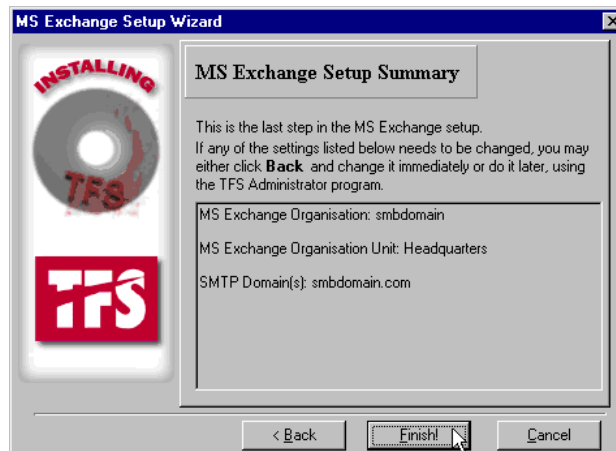 MS Exchange Setup Wizard
INSTALLING
TFS
TFS
MS Exchange Setup Summary
This is the last step in the MS Exchange setup.
If any of the settings listed below needs to be changed, you may
either click Back and change it immediately or do it later, using
the TFS Administrator program.
MS Exchange Organisation: smbdomain
MS Exchange Organisation Unit: Headquarters
SMTP Domain(s): smbdomain.com
< Back
Finish!
Cancel